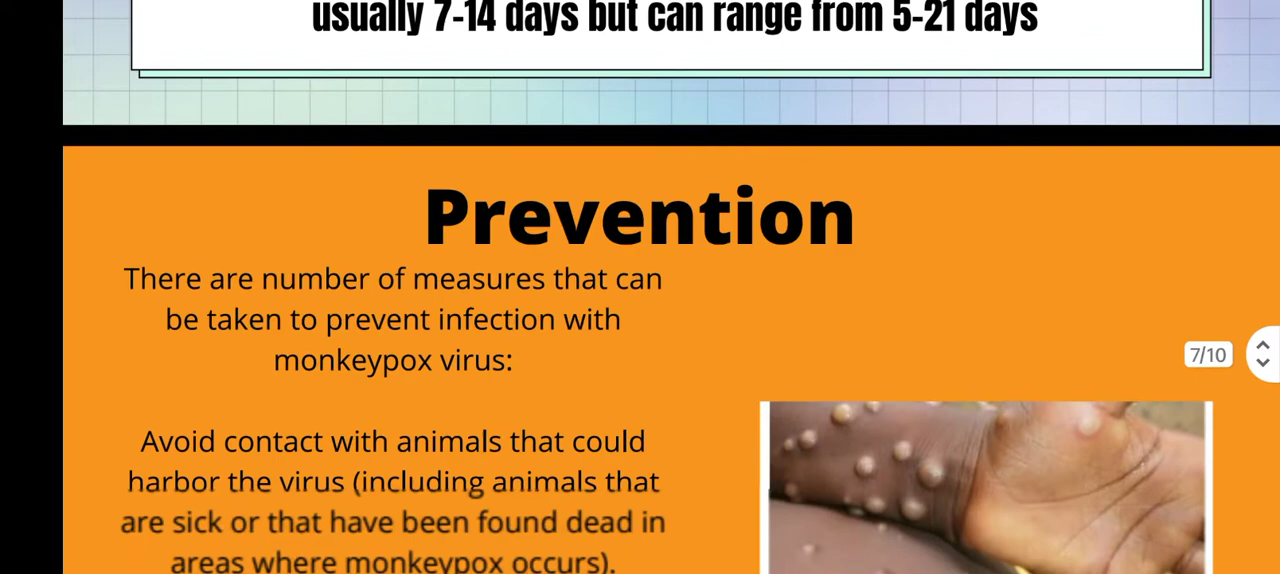 usually 7-14 days but can range from 5-21 days
Prevention
There are number of measures that can
be taken to prevent infection with
monkeypox virus:
7/10
Avoid contact with animals that could
harbor the virus (including animals that
are sick or that have been found dead in
areas where monkeypox occurs).